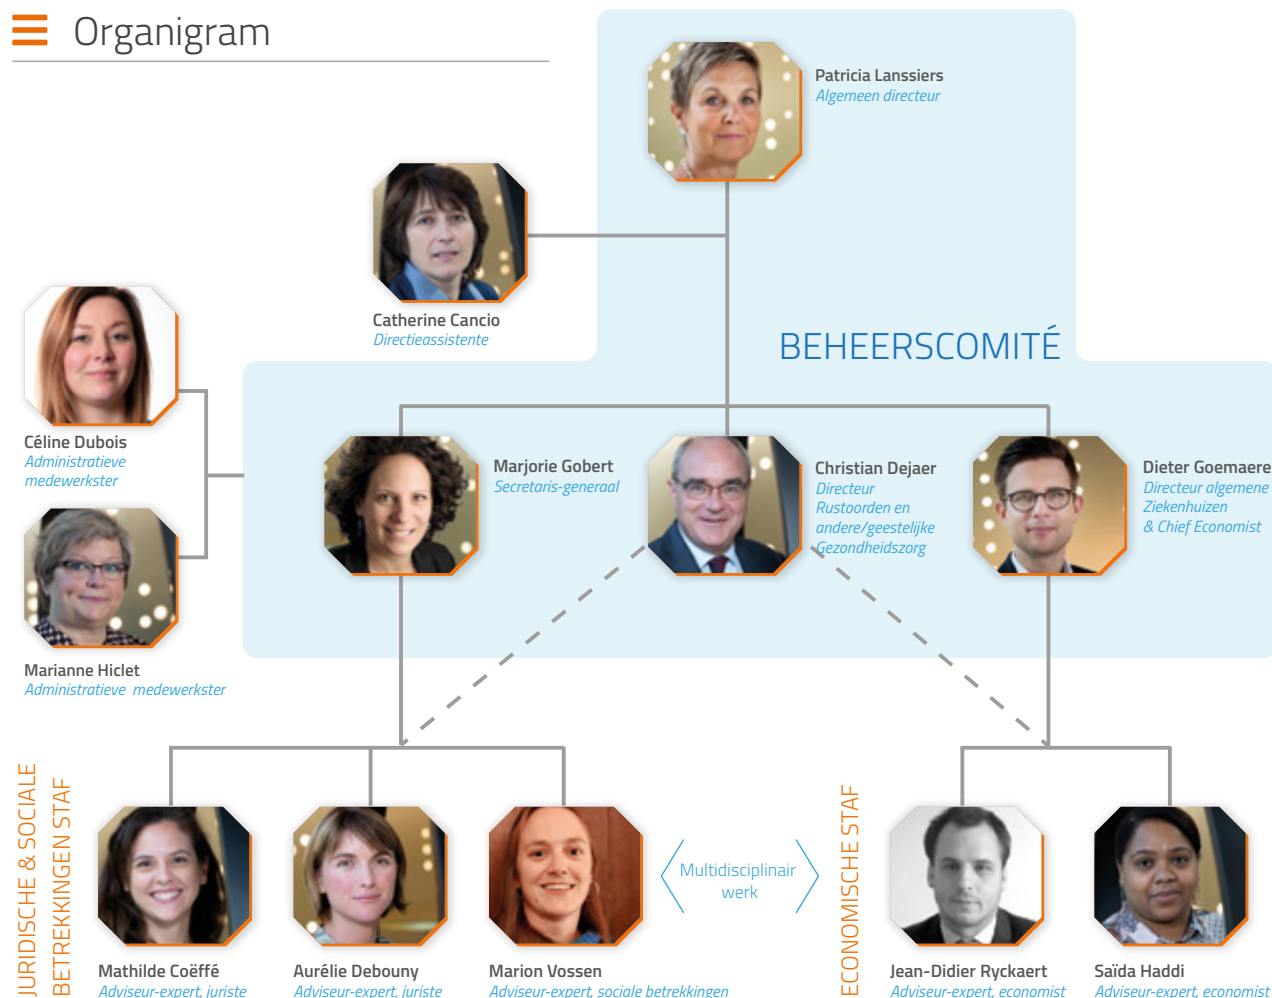 Organigram
Patricia Lanssiers
Algemeen directeur
Catherine Cancio
Directieassistente
BEHEERSCOMITÉ
Céline Dubois
Administratieve
medewerkster
Marjorie Gobert
Secretaris-generaal
Christian Dejaer
Directeur
Rustoorden en
andere/geestelijke
Gezondheidszorg
Dieter Goemaere
Directeur algemene
Ziekenhuizen
& Chief Economist
Marianne Hiclet
Administratieve medewerkster
JURIDISCHE & SOCIALE
BETREKKINGEN STAF
Mathilde Coëffé
Adviseur-expert, juriste
Aurélie Debouny
Adviseur-expert, juriste
Marion Vossen
Adviseur-expert, sociale betrekkingen
Multidisciplinair
werk
ECONOMISCHE STAF
Jean-Didier Ryckaert
Adviseur-expert, economist
Saïda Haddi
Adviseur-expert, economist